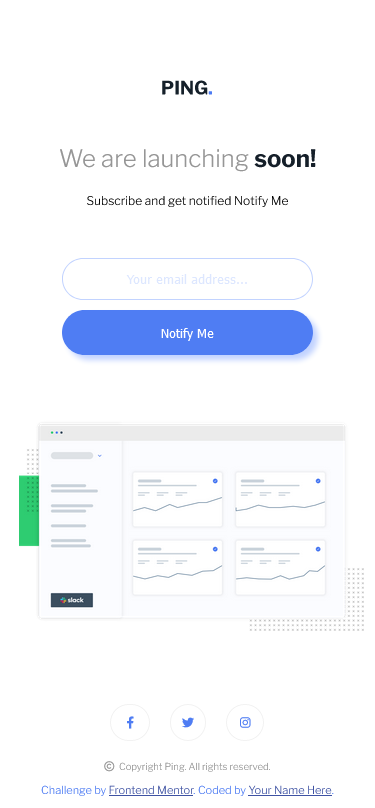 PING.
We are launching soon!
Subscribe and get notified Notify Me
Your email address...
Notify Me
slack
© Copyright Ping. All rights reserved.
Challenge by Frontend Mentor. Coded by Your Name Here.